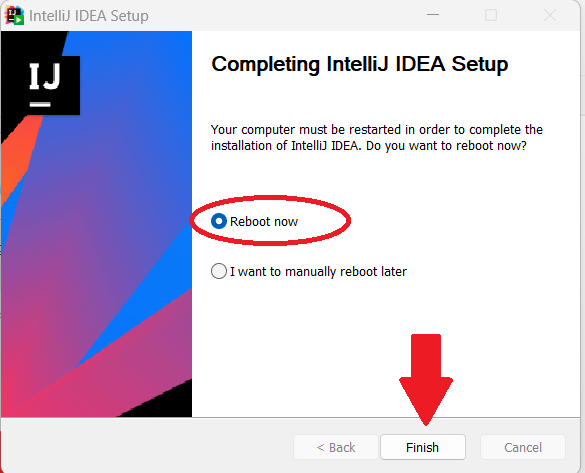 IntelliJ IDEA Setup
IJ
Completing IntelliJ IDEA Setup
Your computer must be restarted in order to complete the
installation of IntelliJ IDEA. Do you want to reboot now?
Reboot now
I want to manually reboot later
< Back
Finish
Cancel